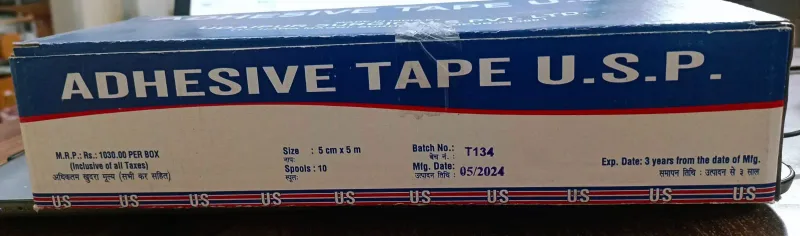 ADHESIVE TAPE U.S.P.
M.R.P.: Rs.: 1030.00 PER BOX
(Inclusive of all Taxes)
अधिकतम खुदरा मूल्य (सभी कर सहित)
Size : 5 cm x 5 m
नापः
Spools : 10
स्पूलः
Batch No.: T134
बेच नं. :
Mfg. Date: 05/2024
उत्पादन तिथि :
Exp. Date: 3 years from the date of Mfg.
समापन तिथि : उत्पादन से ३ साल
US US US US US US US US US US US